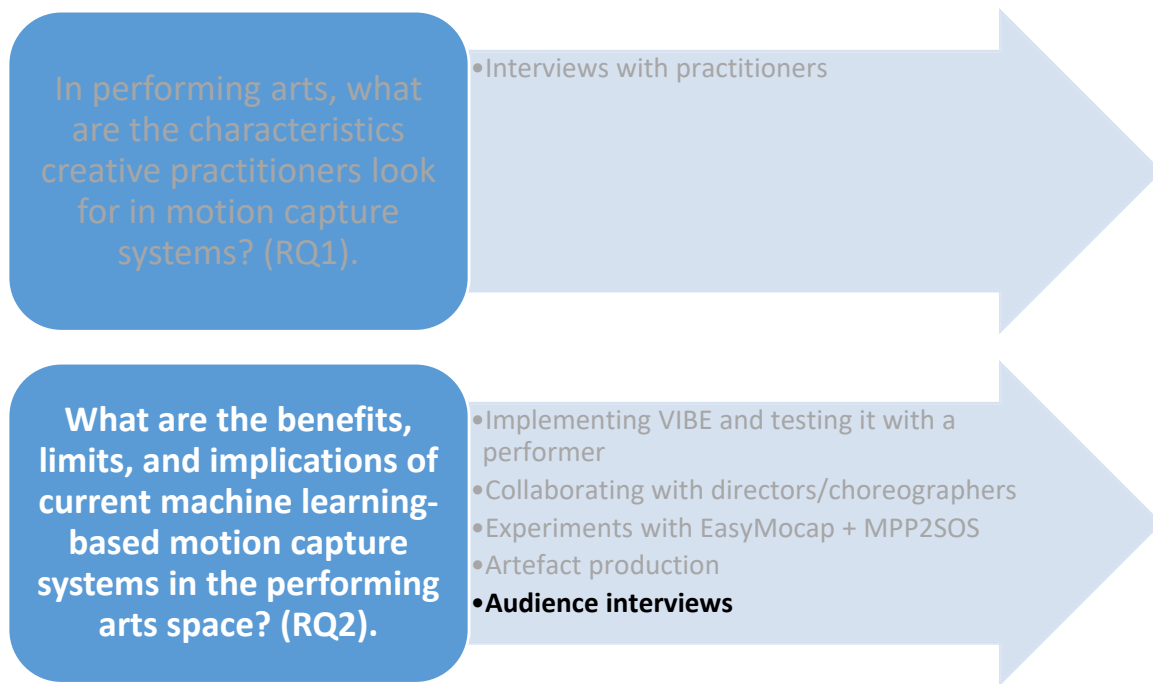 In performing arts, what
are the characteristics
creative practitioners look
for in motion capture
systems? (RQ1).
•Interviews with practitioners
What are the benefits,
limits, and implications of
current machine learning-
based motion capture
systems in the performing
arts space? (RQ2).
•Implementing VIBE and testing it with a
performer
•Collaborating with directors/choreographers
•Experiments with EasyMocap + MPP2SOS
•Artefact production
•Audience interviews